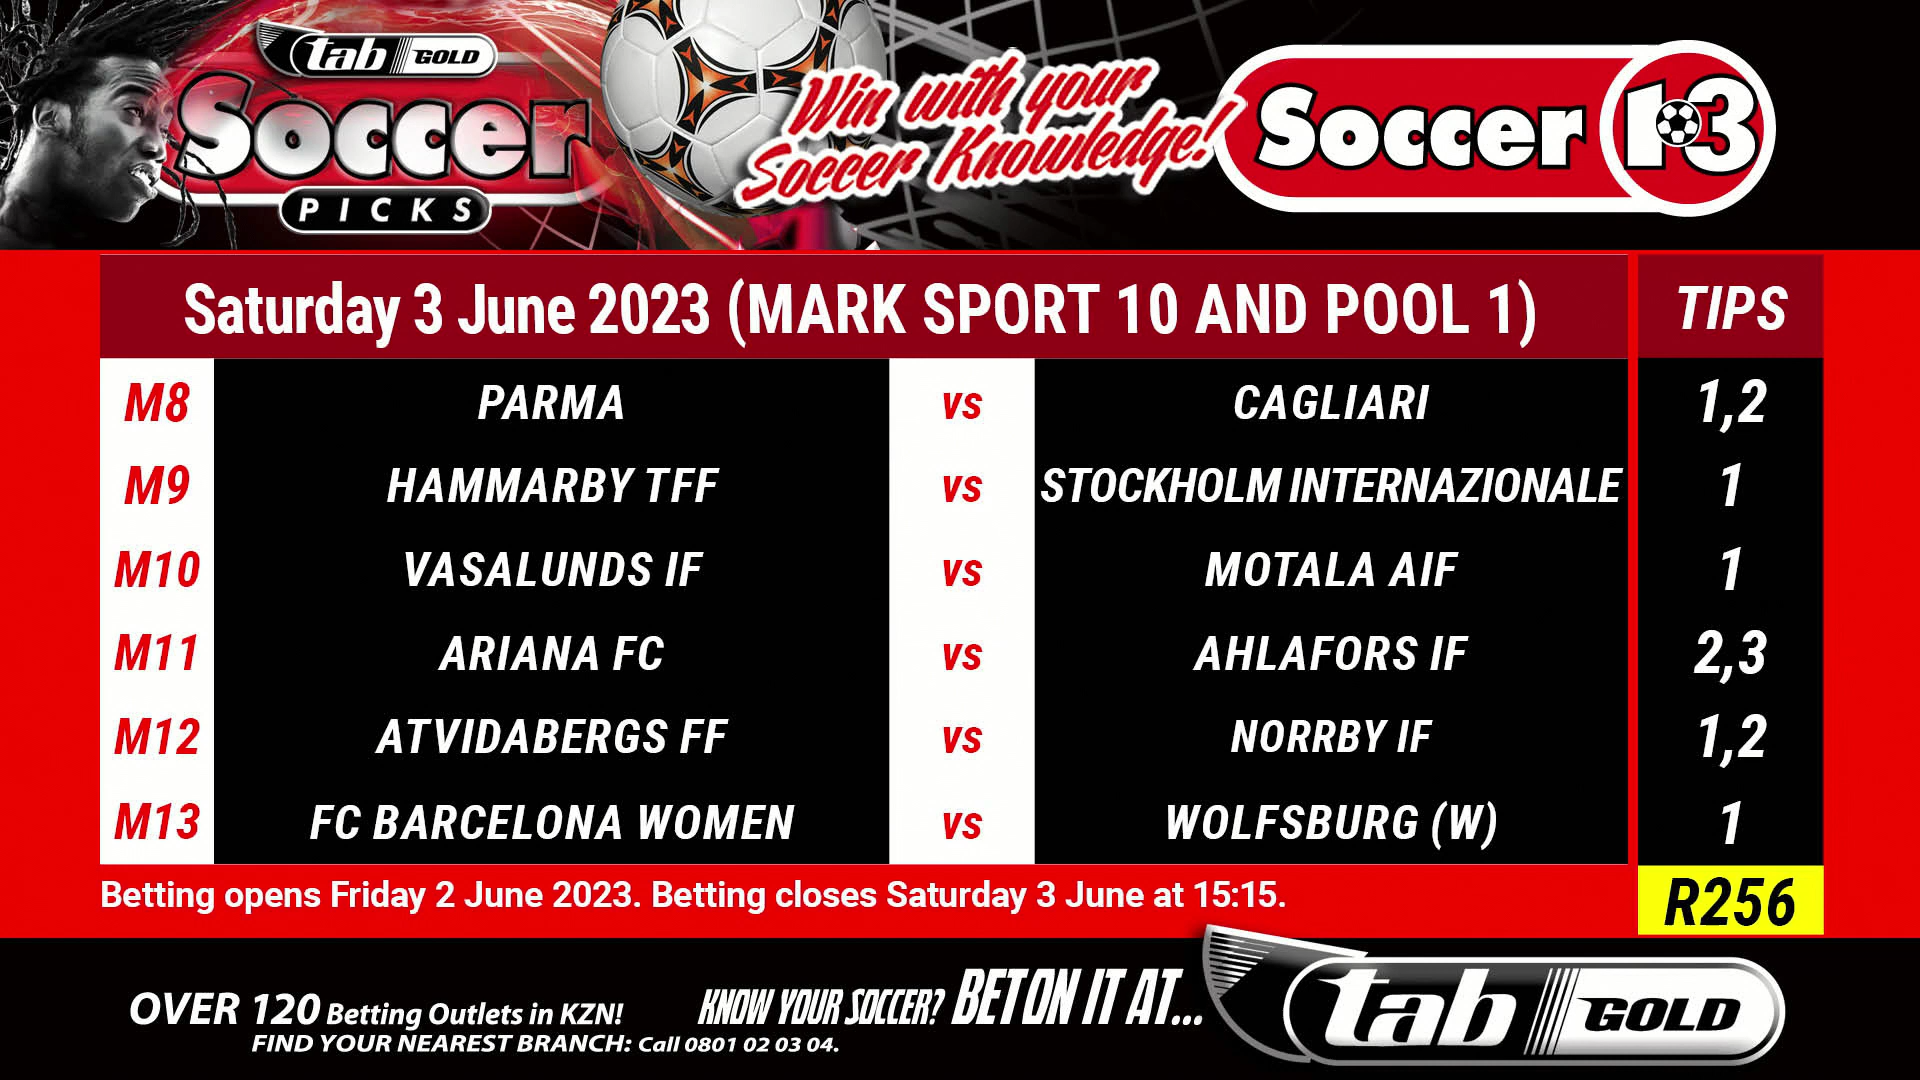 tab GOLD
Soccer
PICKS
Win with your
Soccer Knowledge!
Soccer 13
Saturday 3 June 2023 (MARK SPORT 10 AND POOL 1) TIPS
M8 PARMA vs CAGLIARI 1,2
M9 HAMMARBY TFF vs STOCKHOLM INTERNAZIONALE 1
M10 VASALUNDS IF vs MOTALA AIF 1
M11 ARIANA FC vs AHLAFORS IF 2,3
M12 ATVIDABERGS FF vs NORRBY IF 1,2
M13 FC BARCELONA WOMEN vs WOLFSBURG (W) 1
Betting opens Friday 2 June 2023. Betting closes Saturday 3 June at 15:15. R256
OVER 120 Betting Outlets in KZN!
FIND YOUR NEAREST BRANCH: Call 0801 02 03 04.
KNOW YOUR SOCCER? BET ON IT AT...
tab GOLD